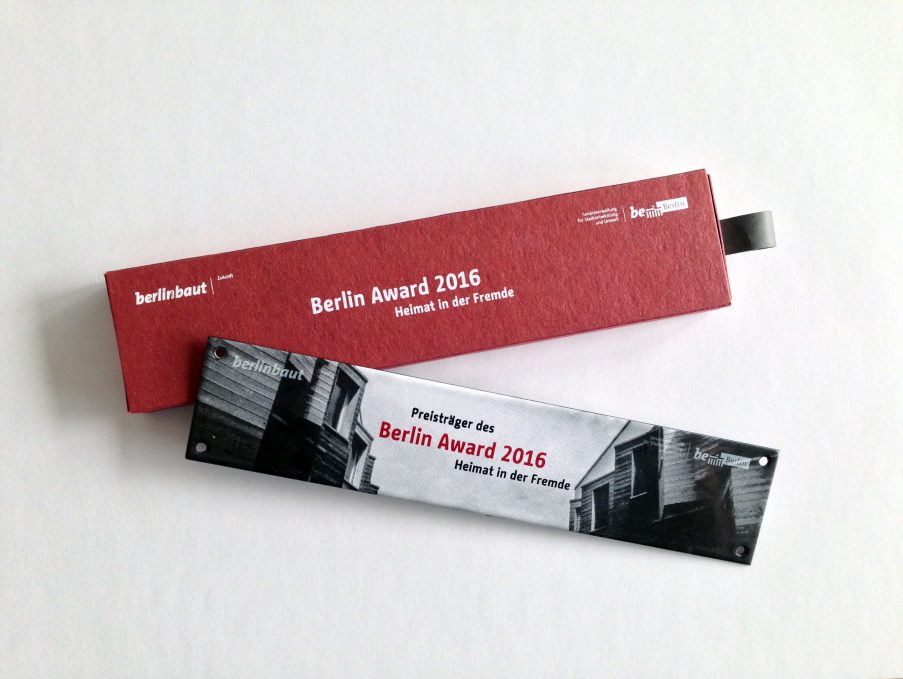 Senatsverwaltung
für Stadtentwicklung
und Umwelt
be Berlin
berlinbaut
Zukunft
Berlin Award 2016
Heimat in der Fremde
berlinbaut
Preisträger des
Berlin Award 2016
Heimat in der Fremde
be Berlin